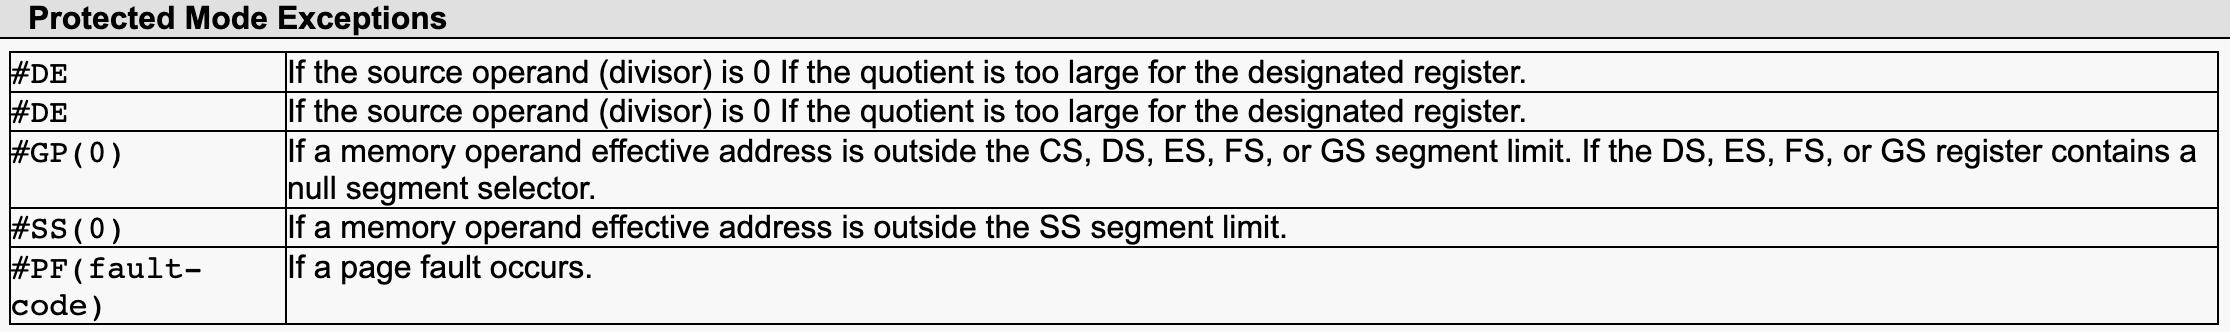 Protected Mode Exceptions
#DE If the source operand (divisor) is 0 If the quotient is too large for the designated register.
#DE If the source operand (divisor) is 0 If the quotient is too large for the designated register.
#GP(0) If a memory operand effective address is outside the CS, DS, ES, FS, or GS segment limit. If the DS, ES, FS, or GS register contains a
null segment selector.
#SS(0) If a memory operand effective address is outside the SS segment limit.
#PF(fault- If a page fault occurs.
code)